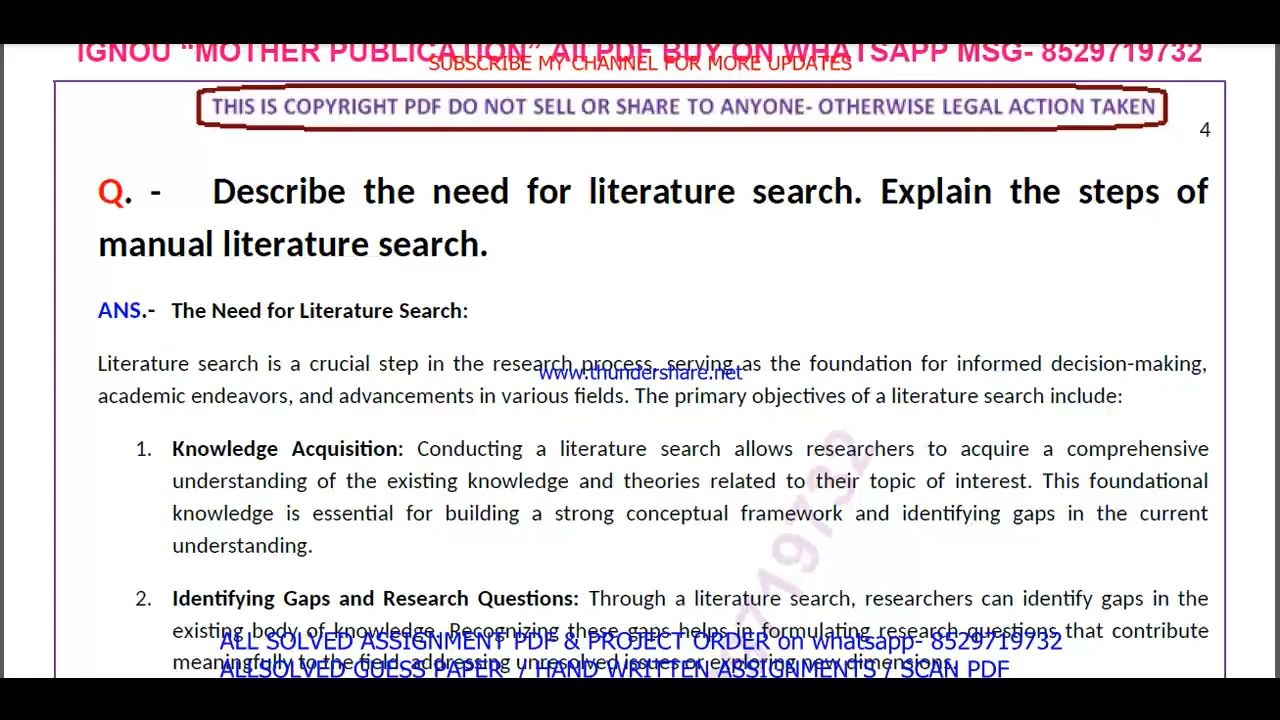 IGNOU “MOTHER PUBLICATION” All PDF BUY ON WHATSAPP MSG- 8529719732
SUBSCRIBE MY CHANNEL FOR MORE UPDATES
THIS IS COPYRIGHT PDF DO NOT SELL OR SHARE TO ANYONE- OTHERWISE LEGAL ACTION TAKEN
4
Q. - Describe the need for literature search. Explain the steps of
manual literature search.
ANS.- The Need for Literature Search:
Literature search is a crucial step in the research process, serving as the foundation for informed decision-making,
www.thundershare.net
academic endeavors, and advancements in various fields. The primary objectives of a literature search include:
1. Knowledge Acquisition: Conducting a literature search allows researchers to acquire a comprehensive
understanding of the existing knowledge and theories related to their topic of interest. This foundational
knowledge is essential for building a strong conceptual framework and identifying gaps in the current
understanding.
2. Identifying Gaps and Research Questions: Through a literature search, researchers can identify gaps in the
existing body of knowledge. Recognizing these gaps helps in formulating research questions that contribute
ALL SOLVED ASSIGNMENT PDF & PROJECT ORDER on whatsapp- 8529719732
meaningfully to the field, addressing unresolved issues or exploring new dimensions.
ALLSOLVED GUESS PAPER / HAND WRITTEN ASSIGNMENTS / SCAN PDF
9719732